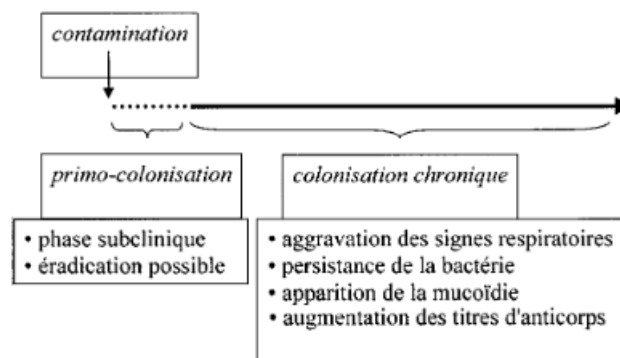 contamination
primo-colonisation
• phase subclinique
• éradication possible
colonisation chronique
• aggravation des signes respiratoires
• persistance de la bactérie
• apparition de la mucoïdie
• augmentation des titres d'anticorps